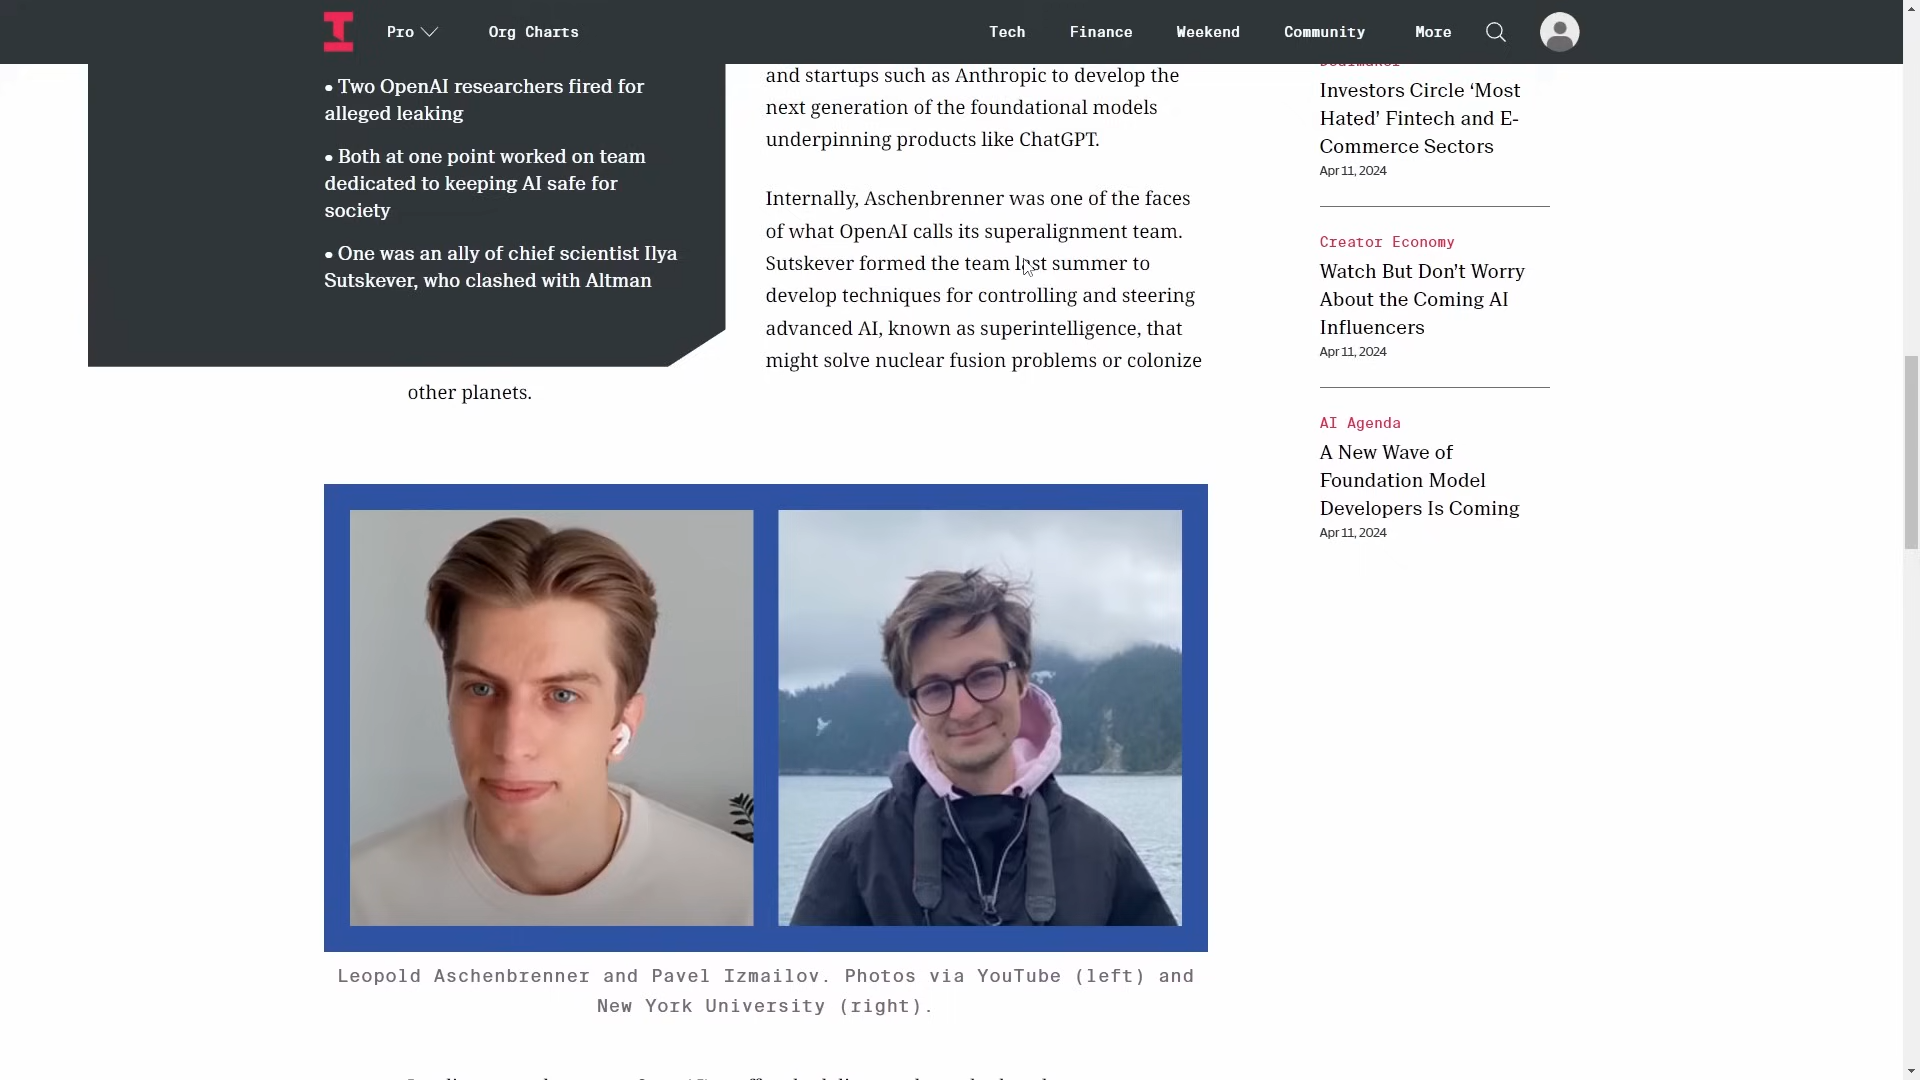 Pro
Org Charts
Tech
Finance
Weekend
Community
More
• Two OpenAI researchers fired for
alleged leaking
• Both at one point worked on team
dedicated to keeping AI safe for
society
• One was an ally of chief scientist Ilya
Sutskever, who clashed with Altman
and startups such as Anthropic to develop the
next generation of the foundational models
underpinning products like ChatGPT.
Internally, Aschenbrenner was one of the faces
of what OpenAI calls its superalignment team.
Sutskever formed the team last summer to
develop techniques for controlling and steering
advanced AI, known as superintelligence, that
might solve nuclear fusion problems or colonize
other planets.
Leopold Aschenbrenner and Pavel Izmailov. Photos via YouTube (left) and
New York University (right).
Investors Circle ‘Most
Hated’ Fintech and E-
Commerce Sectors
Apr 11, 2024
Creator Economy
Watch But Don’t Worry
About the Coming AI
Influencers
Apr 11, 2024
AI Agenda
A New Wave of
Foundation Model
Developers Is Coming
Apr 11, 2024